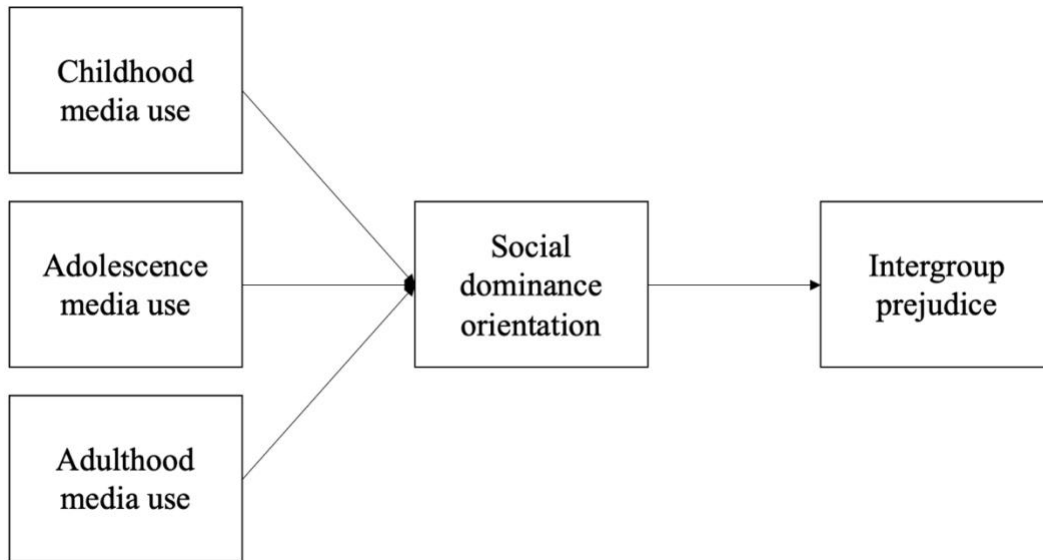 Childhood
media use
Adolescence
media use
Adulthood
media use
Social
dominance
orientation
Intergroup
prejudice